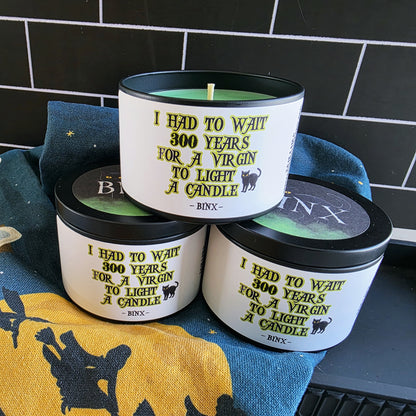 I HAD TO WAIT
300 YEARS
FOR A VIRGIN
TO LIGHT
A CANDLE
- BINX -
BINX
I HAD TO WAIT
300 YEARS
FOR A VIRGIN
TO LIGHT
A CANDLE
- BINX -
BINX
I HAD TO WAIT
300 YEARS
FOR A VIRGIN
TO LIGHT
A CANDLE
- BINX -